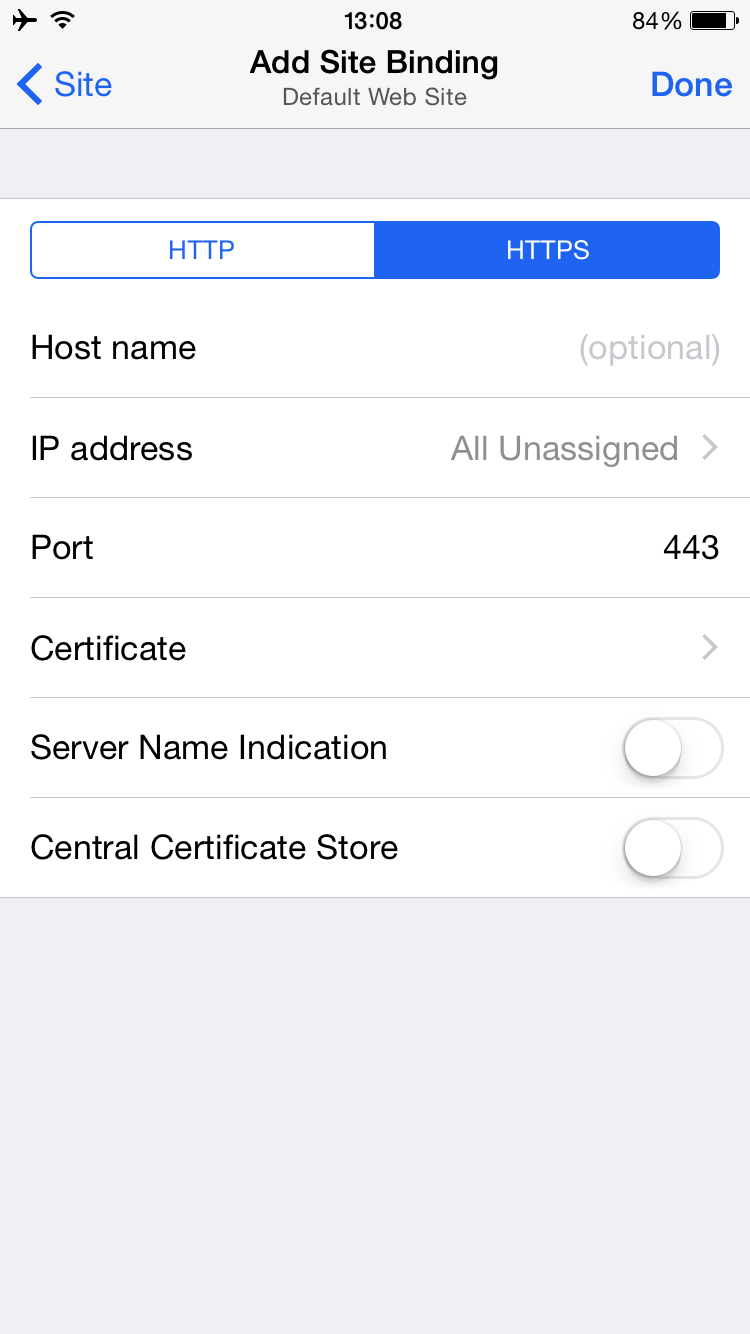 13:08
84%
Site
Add Site Binding
Default Web Site
Done
HTTP
HTTPS
Host name (optional)
IP address All Unassigned
Port 443
Certificate
Server Name Indication
Central Certificate Store